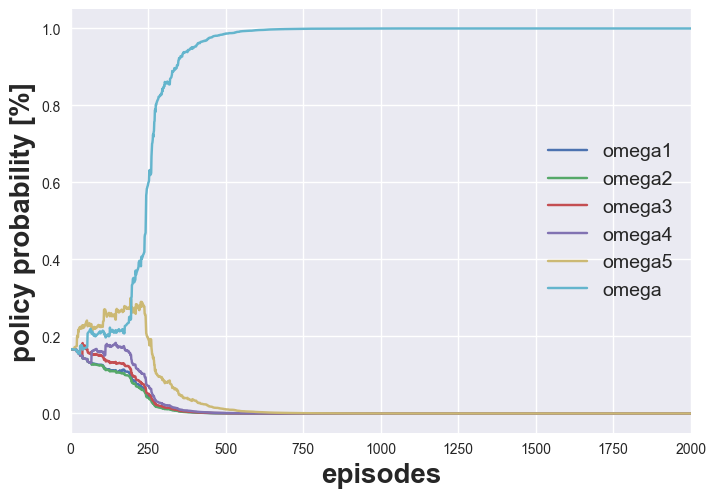 1.0
0.8
0.6
0.4
0.2
0.0
policy probability [%]
omega1
omega2
omega3
omega4
omega5
omega
0 250 500 750 1000 1250 1500 1750 2000
episodes